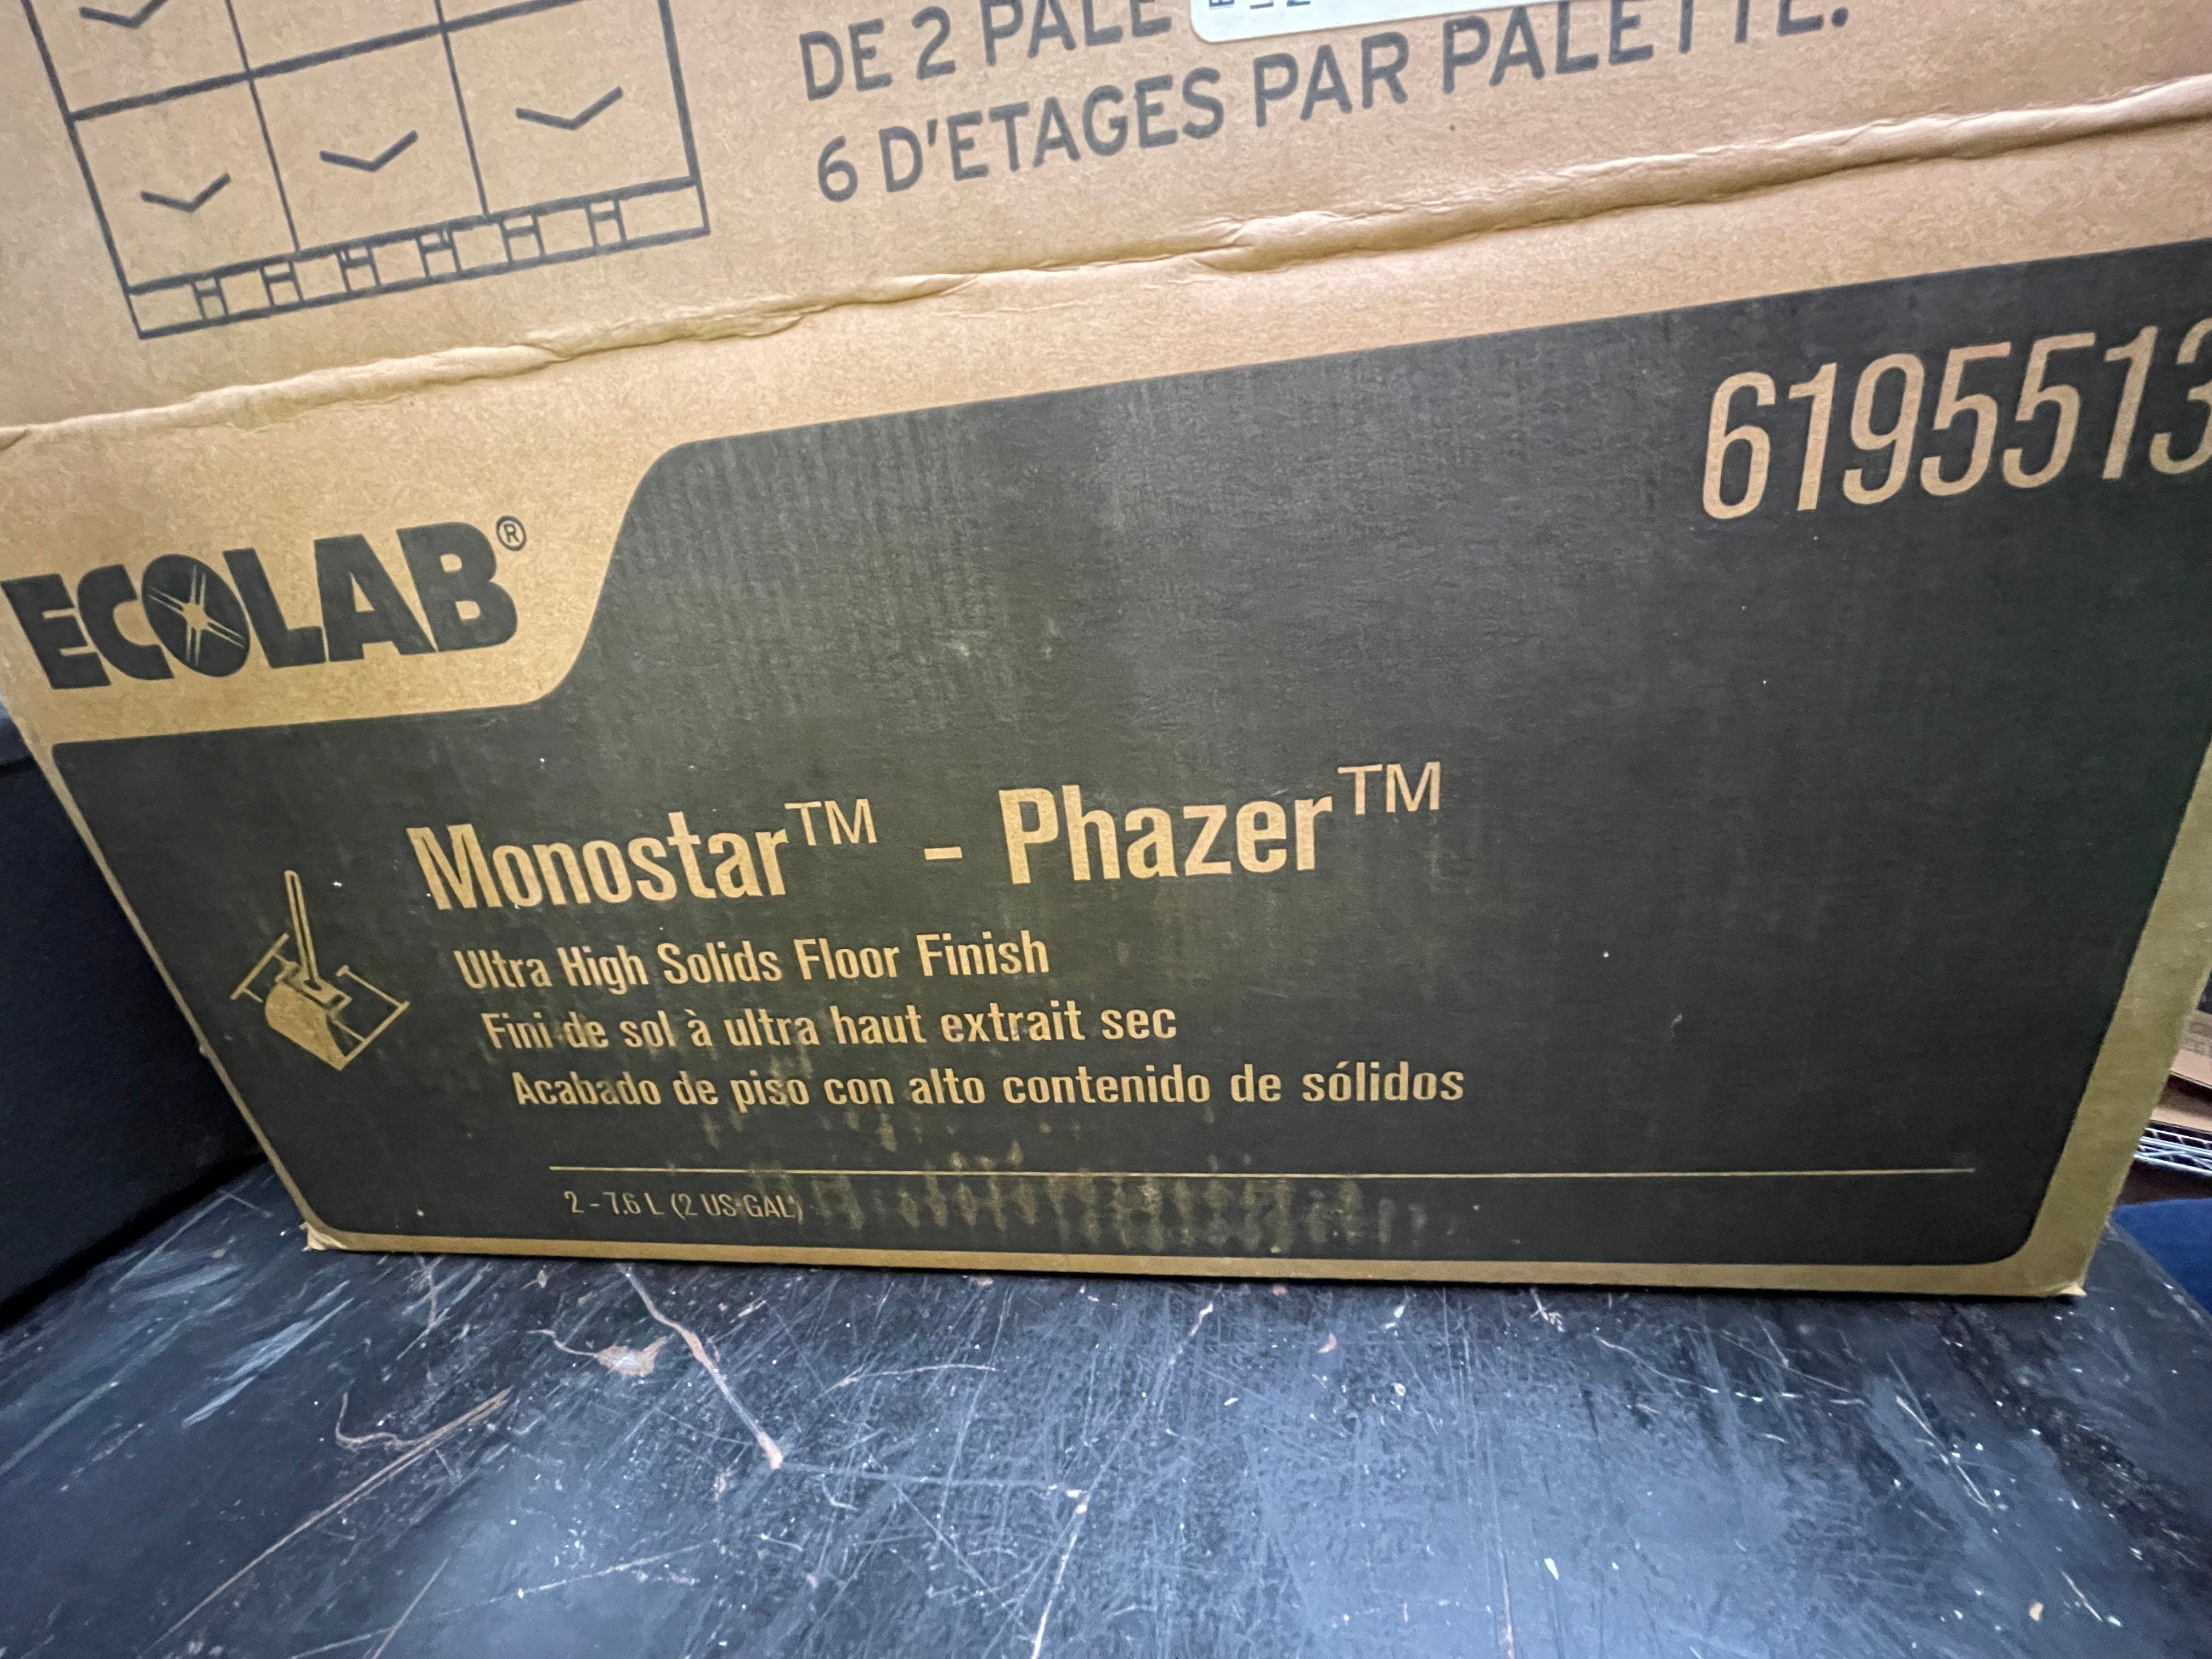 DE 2 PALE
6 D'ETAGES PAR PALETTE.
6195513
ECOLAB®
Monostar™ - Phazer™
Ultra High Solids Floor Finish
Fini de sol à ultra haut extrait sec
Acabado de piso con alto contenido de sólidos
2 - 7.6 L (2 US GAL)